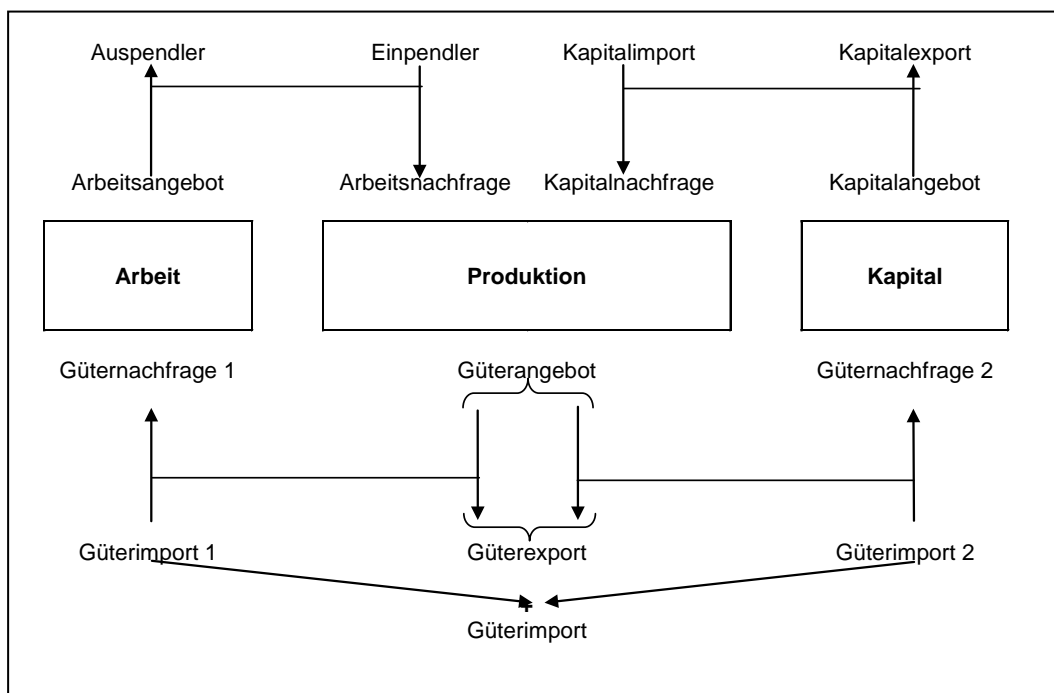 Auspendler Einpendler Kapitalimport Kapitalexport
Arbeitsangebot Arbeitsnachfrage Kapitalnachfrage Kapitalangebot
Arbeit Produktion Kapital
Güternachfrage 1 Güterangebot Güternachfrage 2
Güterimport 1 Güterexport Güterimport 2
+
Güterimport